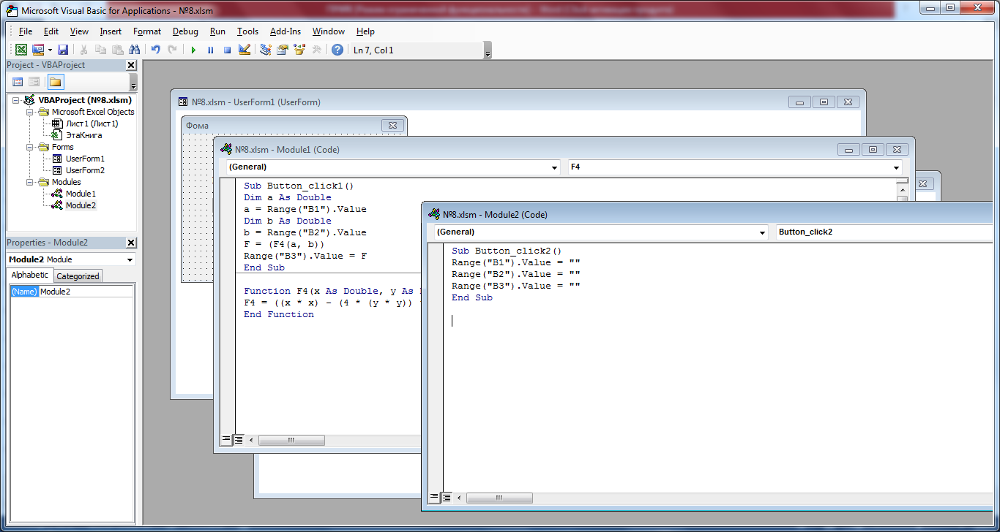 Microsoft Visual Basic for Applications - №8.xlsm
File Edit View Insert Format Debug Run Tools Add-Ins Window Help
Ln 7, Col 1
Project - VBAProject
VBAProject (№8.xlsm)
Microsoft Excel Objects
Лист1 (Лист1)
ЭтаКнига
Forms
UserForm1
UserForm2
Modules
Module1
Module2
Properties - Module2
Module2 Module
Alphabetic Categorized
(Name) Module2
№8.xlsm - UserForm1 (UserForm)
Фома
№8.xlsm - Module1 (Code)
(General) F4
Sub Button_click1()
Dim a As Double
a = Range("B1").Value
Dim b As Double
b = Range("B2").Value
F = (F4(a, b))
Range("B3").Value = F
End Sub
Function F4(x As Double, y As
F4 = ((x * x) - (4 * (y * y))
End Function
№8.xlsm - Module2 (Code)
(General) Button_click2
Sub Button_click2()
Range("B1").Value = ""
Range("B2").Value = ""
Range("B3").Value = ""
End Sub